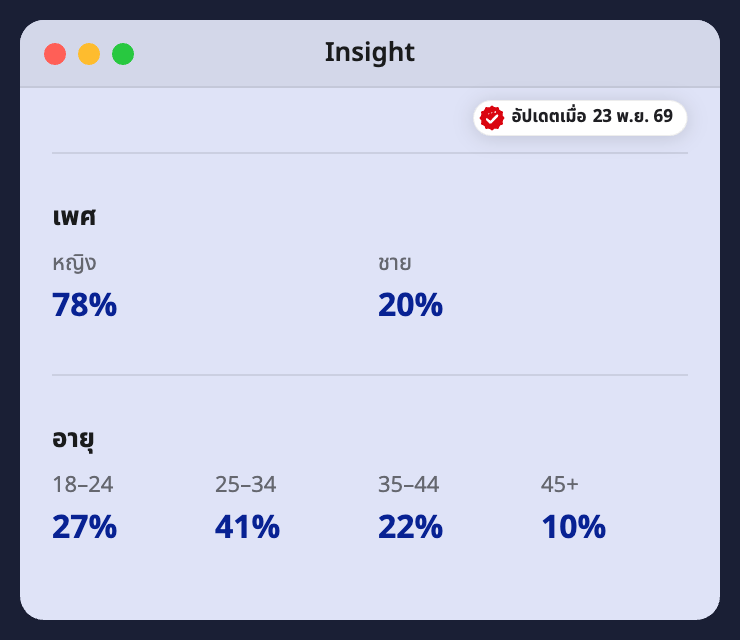 Insight
อัปเดตเมื่อ 23 พ.ย. 69
เพศ
หญิง ชาย
78% 20%
อายุ
18–24 25–34 35–44 45+
27% 41% 22% 10%